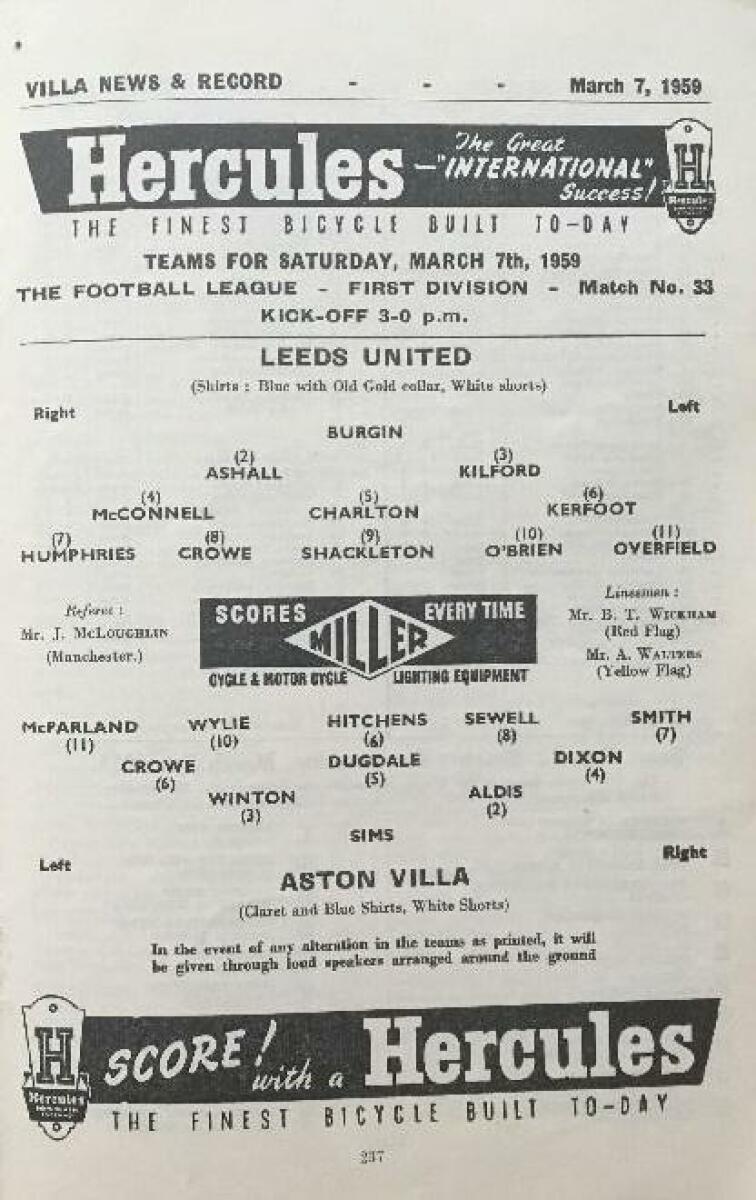 VILLA NEWS & RECORD - - - March 7, 1959
Hercules The Great
—"INTERNATIONAL"
Success!
H
Hercules
THE FINEST BICYCLE BUILT TO-DAY
TEAMS FOR SATURDAY, MARCH 7th, 1959
THE FOOTBALL LEAGUE - FIRST DIVISION - Match No. 33
KICK-OFF 3-0 p.m.
LEEDS UNITED
(Shirts : Blue with Old Gold collar, White shorts)
Right Left
BURGIN
(2) (3)
ASHALL KILFORD
(4) (5) (6)
McCONNELL CHARLTON KERFOOT
(7) (8) (9) (10) (11)
HUMPHRIES CROWE SHACKLETON O'BRIEN OVERFIELD
Referee :
Mr. J. McLOUGHLIN
(Manchester.)
SCORES EVERY TIME
MILLER
CYCLE & MOTOR CYCLE LIGHTING EQUIPMENT
Linesmen :
Mr. B. T. WICKHAM
(Red Flag)
Mr. A. WALTERS
(Yellow Flag)
McPARLAND WYLIE HITCHENS SEWELL SMITH
(11) (10) (6) (8) (7)
CROWE DUGDALE DIXON
(6) (5) (4)
WINTON ALDIS
(3) (2)
SIMS
Left Right
ASTON VILLA
(Claret and Blue Shirts, White Shorts)
In the event of any alteration in the teams as printed, it will
be given through loud speakers arranged around the ground
H
Hercules
SCORE! with a Hercules
THE FINEST BICYCLE BUILT TO-DAY
237